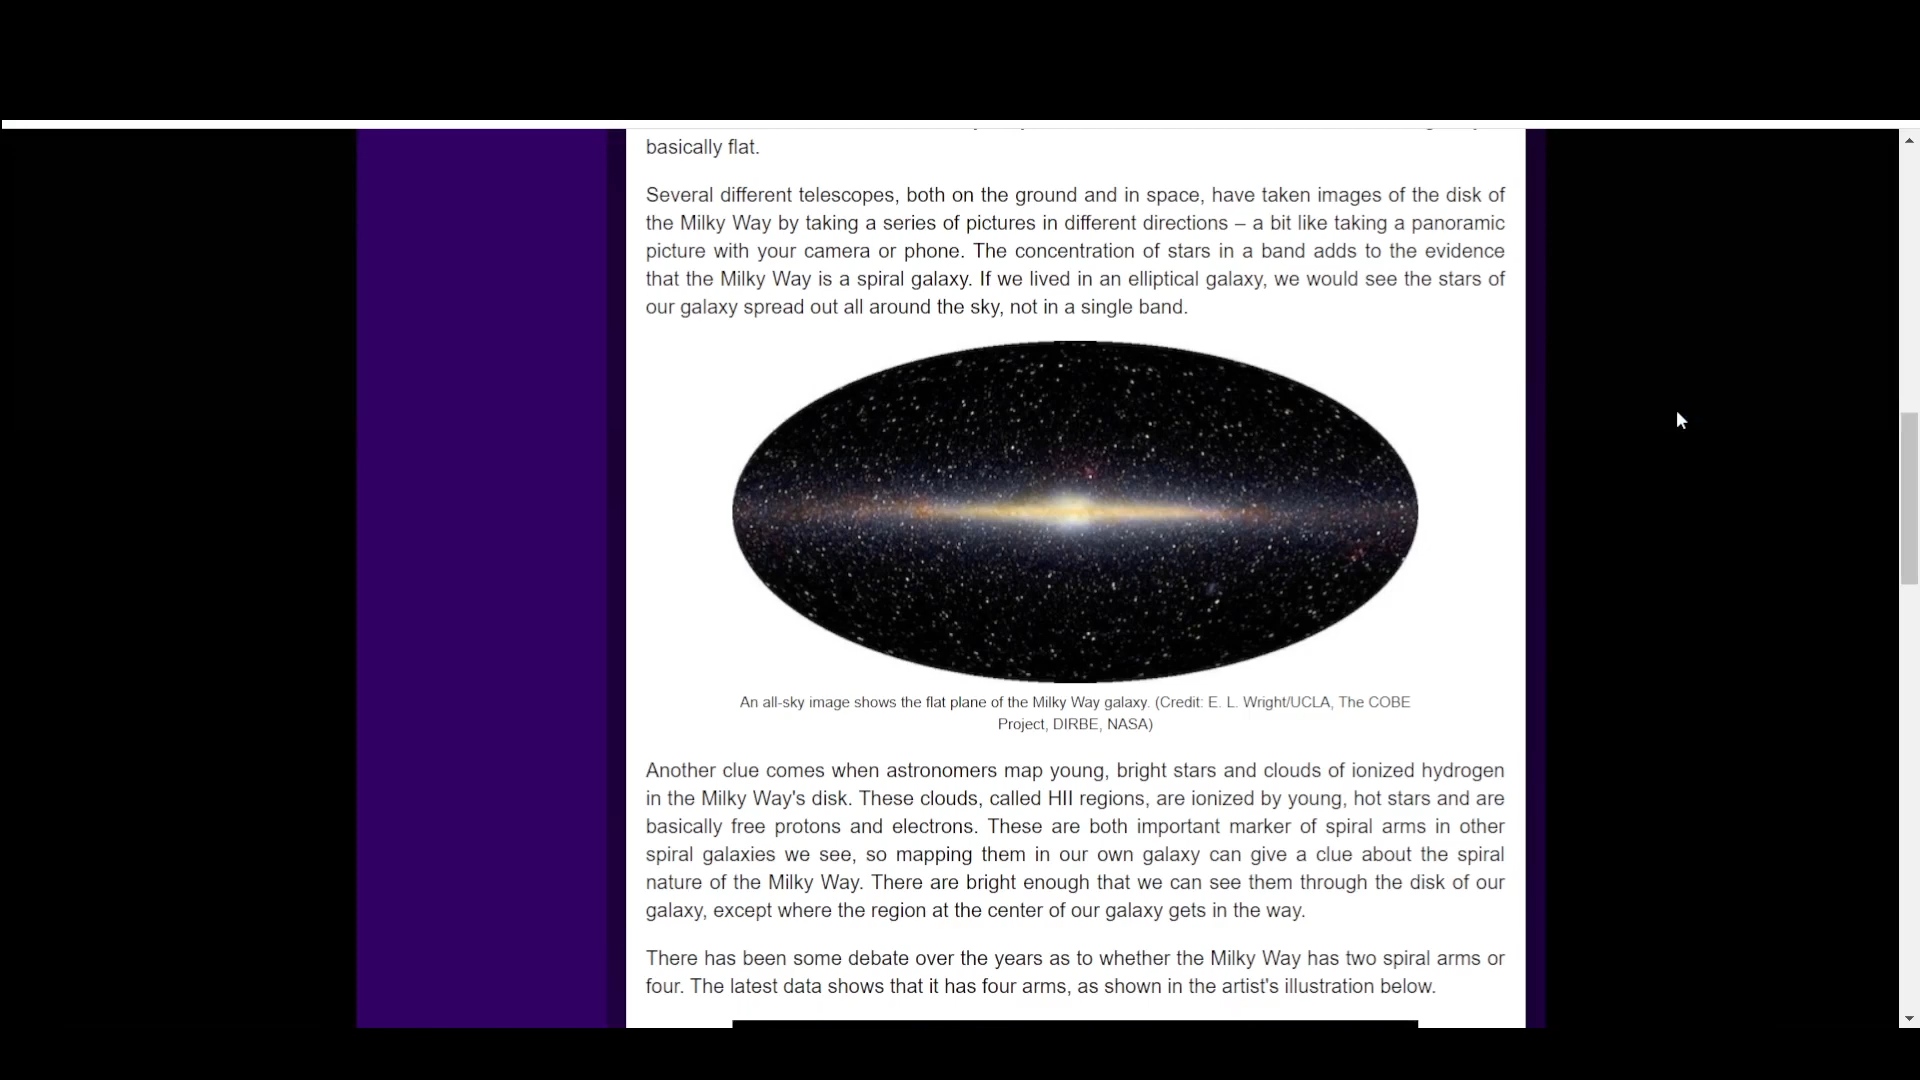 basically flat.
Several different telescopes, both on the ground and in space, have taken images of the disk of
the Milky Way by taking a series of pictures in different directions – a bit like taking a panoramic
picture with your camera or phone. The concentration of stars in a band adds to the evidence
that the Milky Way is a spiral galaxy. If we lived in an elliptical galaxy, we would see the stars of
our galaxy spread out all around the sky, not in a single band.
An all-sky image shows the flat plane of the Milky Way galaxy. (Credit: E. L. Wright/UCLA, The COBE
Project, DIRBE, NASA)
Another clue comes when astronomers map young, bright stars and clouds of ionized hydrogen
in the Milky Way's disk. These clouds, called HII regions, are ionized by young, hot stars and are
basically free protons and electrons. These are both important marker of spiral arms in other
spiral galaxies we see, so mapping them in our own galaxy can give a clue about the spiral
nature of the Milky Way. There are bright enough that we can see them through the disk of our
galaxy, except where the region at the center of our galaxy gets in the way.
There has been some debate over the years as to whether the Milky Way has two spiral arms or
four. The latest data shows that it has four arms, as shown in the artist's illustration below.